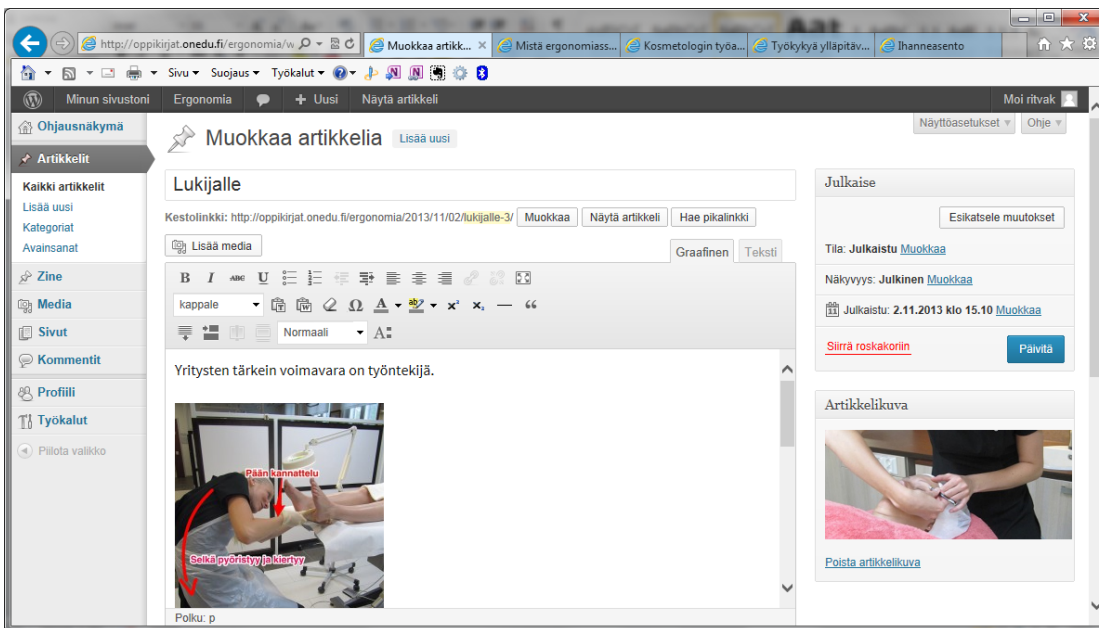 http://oppikirjat.onedu.fi/ergonomia/w
Muokkaa artikk...
Mistä ergonomiass...
Kosmetologin työa...
Työkykyä ylläpitäv...
Ihanneasento
Sivu Suojaus Työkalut
Minun sivustoni Ergonomia + Uusi Näytä artikkeli Moi ritvak
Näyttöasetukset Ohje
Ohjausnäkymä
Artikkelit
Kaikki artikkelit
Lisää uusi
Kategoriat
Avainsanat
Zine
Media
Sivut
Kommentit
Profiili
Työkalut
Piilota valikko
Muokkaa artikkelia Lisää uusi
Lukijalle
Kestolinkki: http://oppikirjat.onedu.fi/ergonomia/2013/11/02/lukijalle-3/ Muokkaa Näytä artikkeli Hae pikalinkki
Lisää media
Graafinen Teksti
B I ABC U
kappale Ω A aby x² x₂ — “
Normaali A
Yritysten tärkein voimavara on työntekijä.
Pään kannattelu
Selkä pyöristyy ja kiertyy
Polku: p
Julkaise
Esikatsele muutokset
Tila: Julkaistu Muokkaa
Näkyvyys: Julkinen Muokkaa
Julkaistu: 2.11.2013 klo 15.10 Muokkaa
Siirrä roskakoriin Päivitä
Artikkelikuva
Poista artikkelikuva